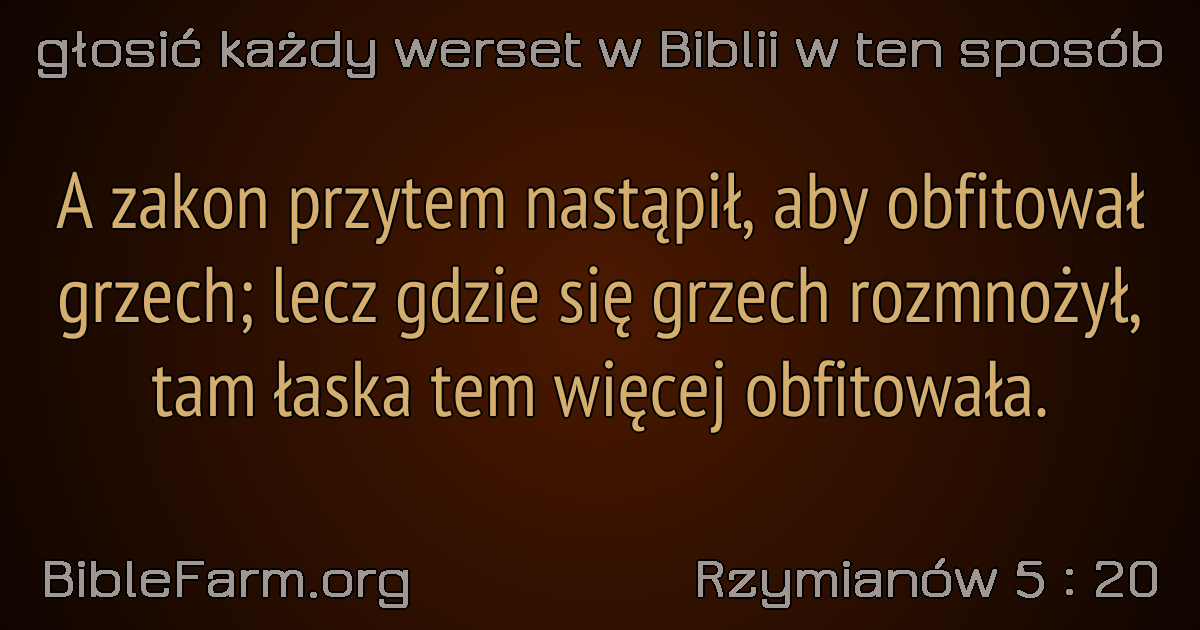 głosić każdy werset w Biblii w ten sposób
A zakon przytem nastąpił, aby obfitował
grzech; lecz gdzie się grzech rozmnożył,
tam łaska tem więcej obfitowała.
BibleFarm.org
Rzymianów 5 : 20